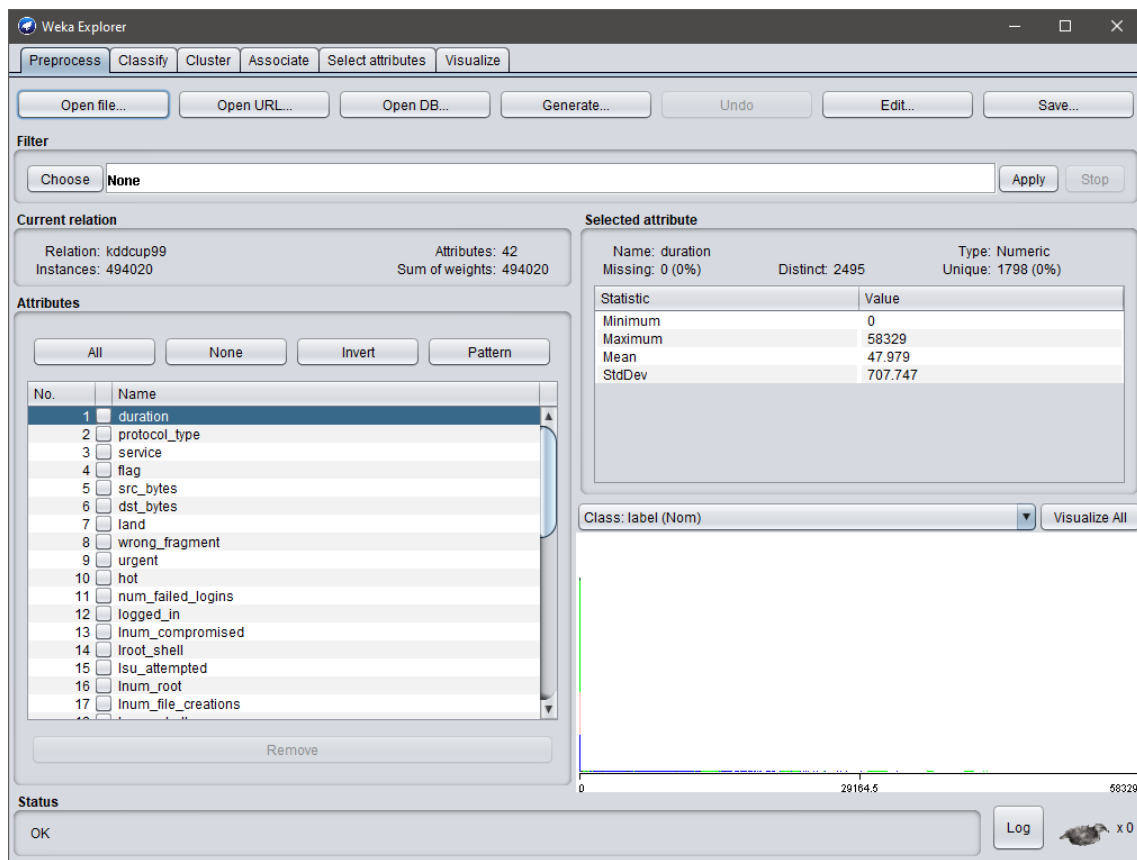 Weka Explorer
Preprocess Classify Cluster Associate Select attributes Visualize
Open file... Open URL... Open DB... Generate... Undo Edit... Save...
Filter
Choose None Apply Stop
Current relation
Relation: kddcup99 Attributes: 42
Instances: 494020 Sum of weights: 494020
Attributes
All None Invert Pattern
No. Name
1 duration
2 protocol_type
3 service
4 flag
5 src_bytes
6 dst_bytes
7 land
8 wrong_fragment
9 urgent
10 hot
11 num_failed_logins
12 logged_in
13 lnum_compromised
14 lroot_shell
15 lsu_attempted
16 lnum_root
17 lnum_file_creations
Remove
Selected attribute
Name: duration Type: Numeric
Missing: 0 (0%) Distinct: 2495 Unique: 1798 (0%)
Statistic Value
Minimum 0
Maximum 58329
Mean 47.979
StdDev 707.747
Class: label (Nom) Visualize All
0 29164.5 58329
Status
OK Log x 0